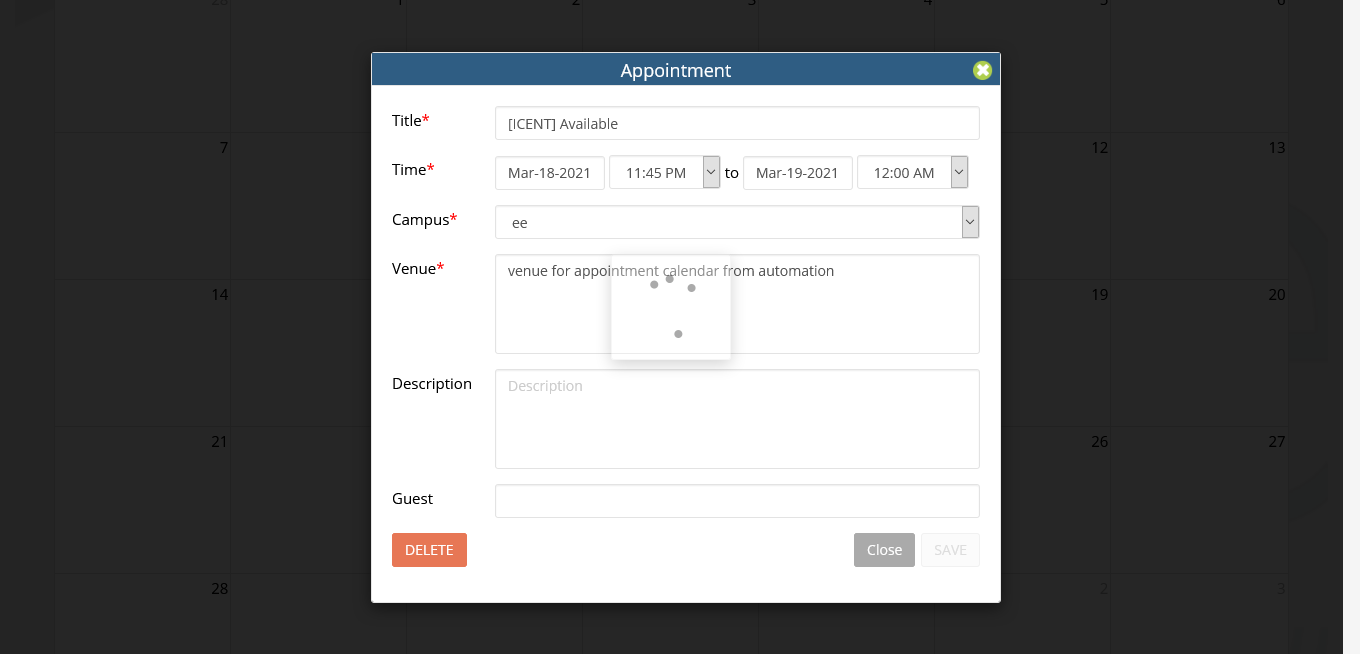 28 1 2 3 4 5 6
Appointment
Title* [ICENT] Available
7 12 13
Time* Mar-18-2021 11:45 PM to Mar-19-2021 12:00 AM
Campus* ee
Venue* venue for appointment calendar from automation
14 19 20
Description Description
21 26 27
Guest
DELETE Close SAVE
28 2 3